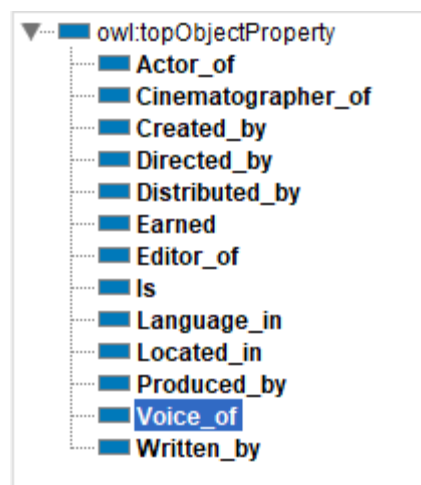 owl:topObjectProperty
Actor_of
Cinematographer_of
Created_by
Directed_by
Distributed_by
Earned
Editor_of
Is
Language_in
Located_in
Produced_by
Voice_of
Written_by